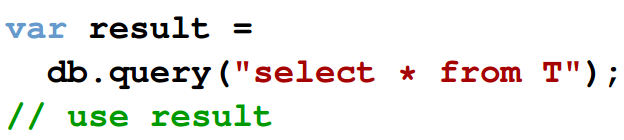 var result =
  db.query("select * from T");
// use result